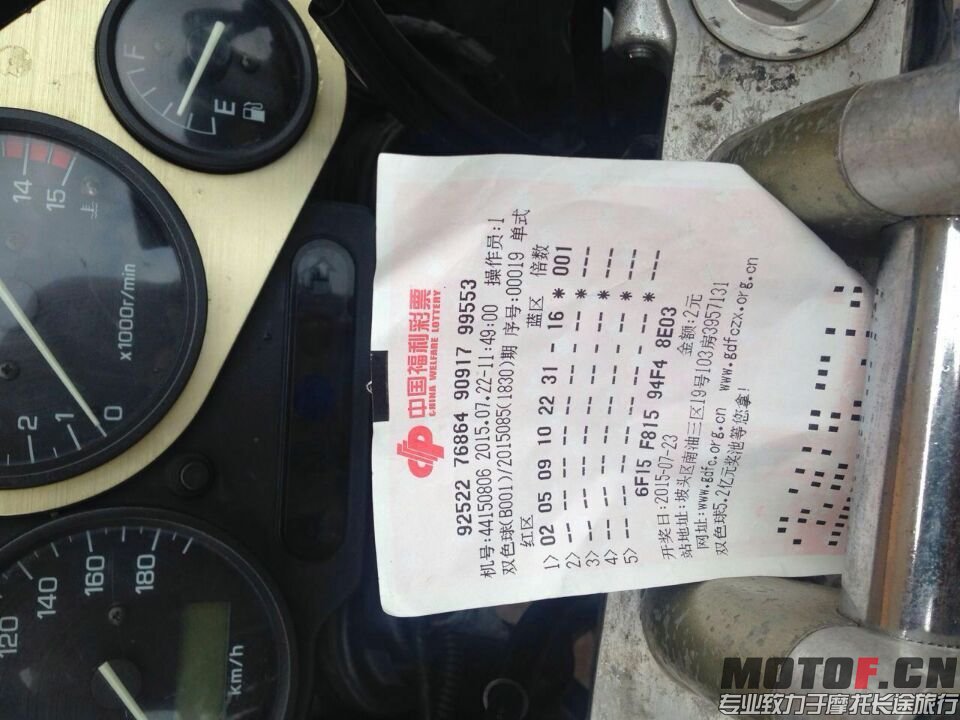 中国福利彩票
CHINA WELFARE LOTTERY
92522 76864 90917 99553
机号:44150806 2015.07.22-11:49:00 操作员:1
双色球(B001)/2015085(1830)期 序号:00019 单式
红区 蓝区 倍数
1> 02 05 09 10 22 31 - 16 * 001
2> -- -- -- -- -- -- - -- * ---
3> -- -- -- -- -- -- - -- * ---
4> -- -- -- -- -- -- - -- * ---
5> -- -- -- -- -- -- - -- * ---
6F15 F815 94F4 8E03
开奖日:2015-07-23 金额:2元
站地址:坡头区南油三区19号103房3957131
网址:www.gdfc.org.cn www.gdfczx.org.cn
双色球5.2亿元奖池等您拿!
F
E
14
15
x1000r/min
2
1
0
120
140
160
180
km/h
MOTOF.CN
专业致力于摩托长途旅行